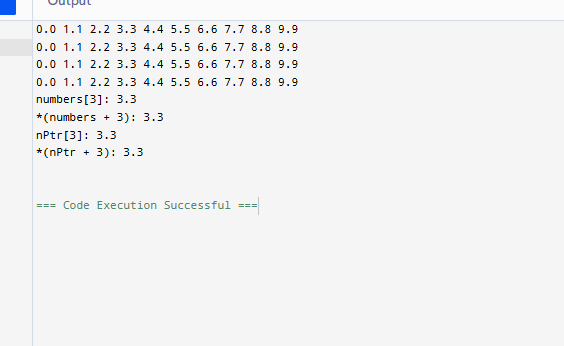 Output
0.0 1.1 2.2 3.3 4.4 5.5 6.6 7.7 8.8 9.9
0.0 1.1 2.2 3.3 4.4 5.5 6.6 7.7 8.8 9.9
0.0 1.1 2.2 3.3 4.4 5.5 6.6 7.7 8.8 9.9
0.0 1.1 2.2 3.3 4.4 5.5 6.6 7.7 8.8 9.9
numbers[3]: 3.3
*(numbers + 3): 3.3
nPtr[3]: 3.3
*(nPtr + 3): 3.3
=== Code Execution Successful ===